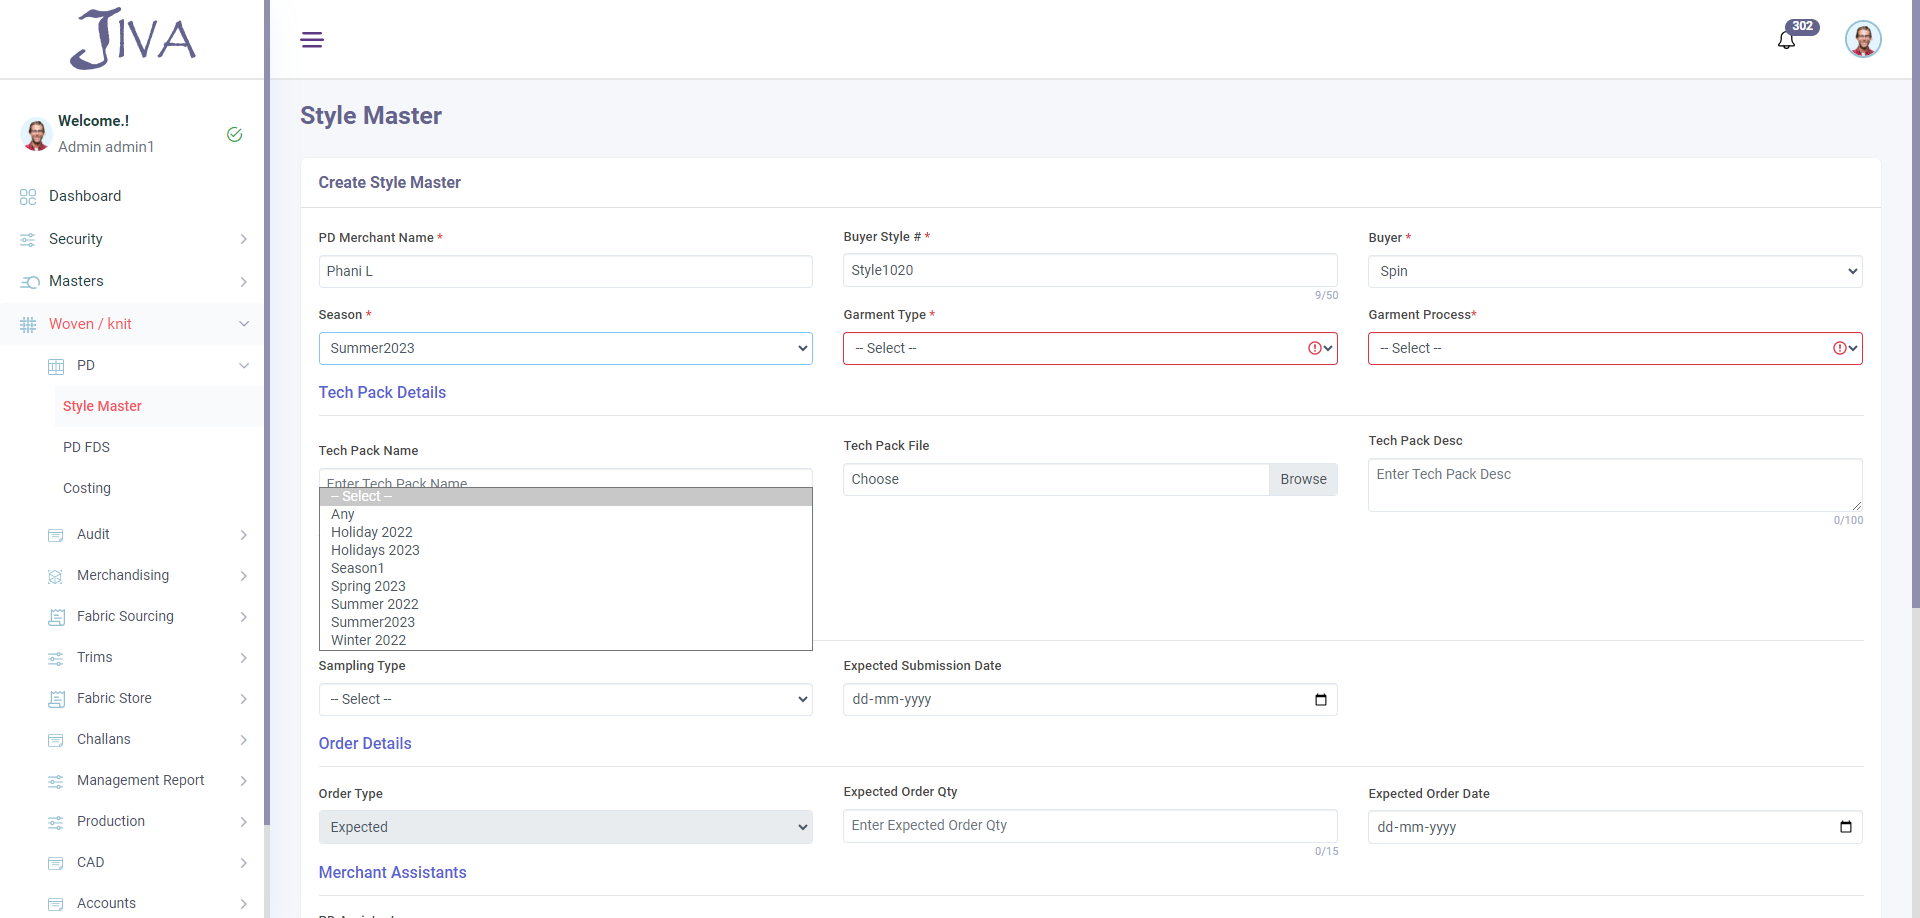 JIVA
302
Welcome.!
Admin admin1
Dashboard
Security
Masters
Woven / knit
PD
Style Master
PD FDS
Costing
Audit
Merchandising
Fabric Sourcing
Trims
Fabric Store
Challans
Management Report
Production
CAD
Accounts
Style Master
Create Style Master
PD Merchant Name *
Buyer Style # *
Buyer *
Phani L
Style1020
Spin
9/50
Season *
Garment Type *
Garment Process*
Summer2023
-- Select --
-- Select --
Tech Pack Details
Tech Pack Name
Tech Pack File
Tech Pack Desc
Enter Tech Pack Name
Choose
Browse
Enter Tech Pack Desc
0/100
-- Select --
Any
Holiday 2022
Holidays 2023
Season1
Spring 2023
Summer 2022
Summer2023
Winter 2022
Sampling Type
Expected Submission Date
-- Select --
dd-mm-yyyy
Order Details
Order Type
Expected Order Qty
Expected Order Date
Expected
Enter Expected Order Qty
dd-mm-yyyy
0/15
Merchant Assistants